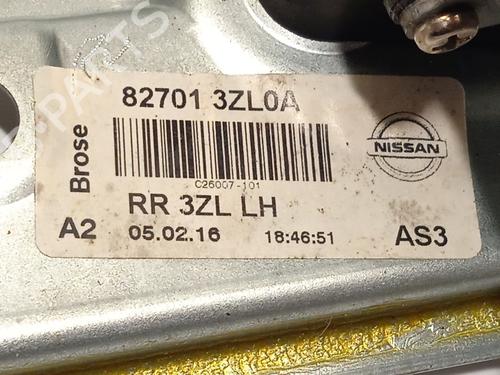 82701 3ZL0A
Brose
NISSAN
C26007-101
RR 3ZL LH
A2 05.02.16 18:46:51 AS3